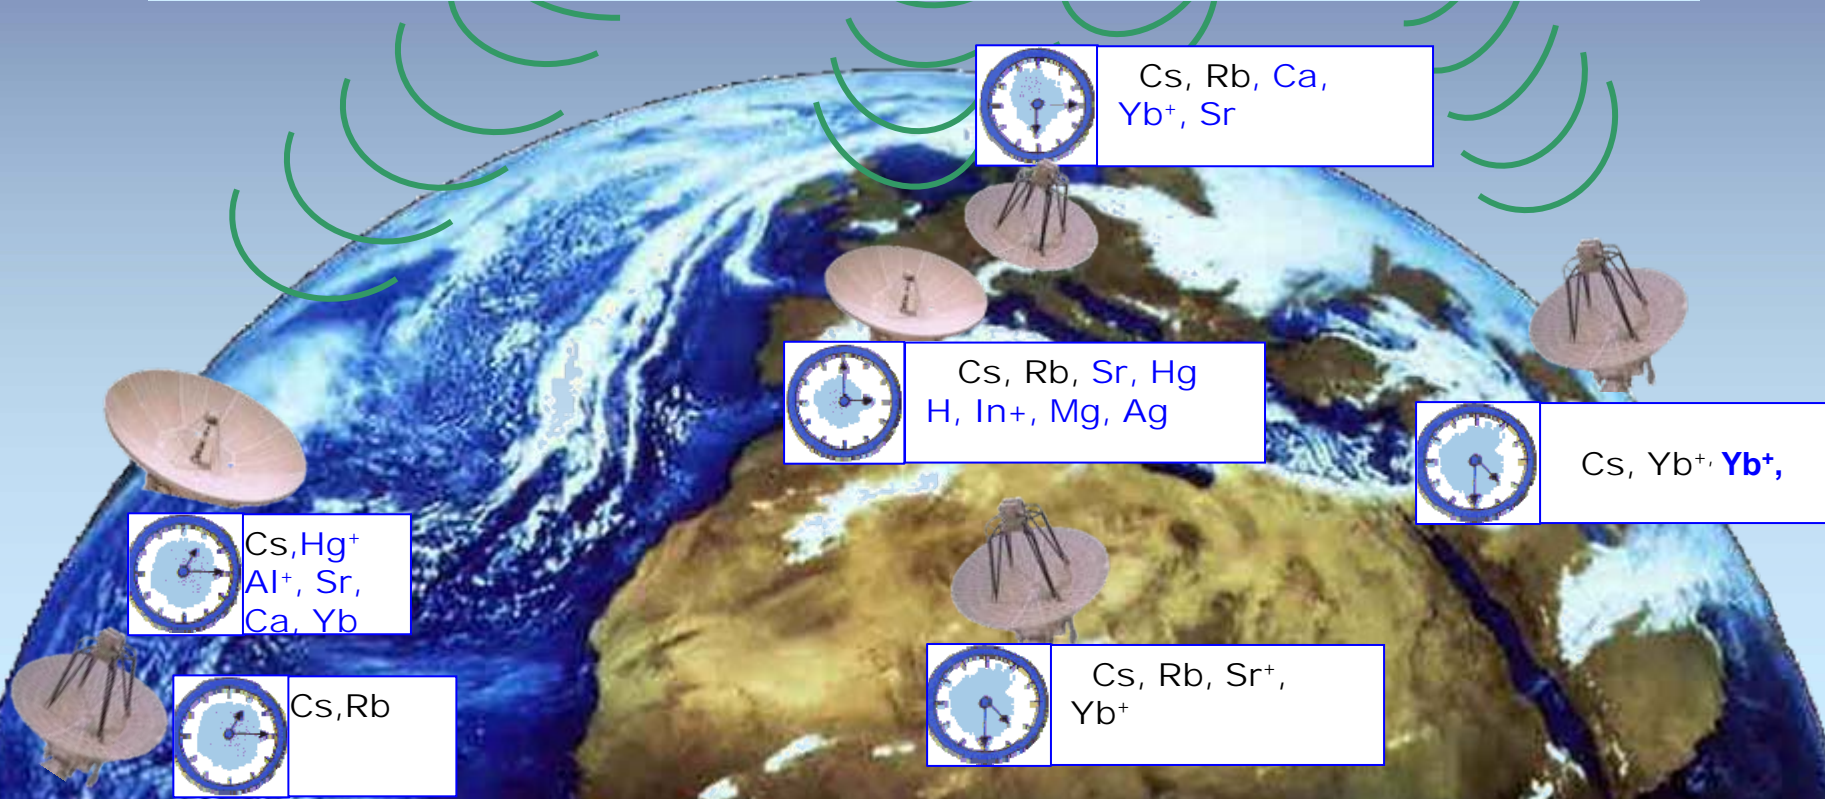 Cs, Rb, Ca,
Yb⁺, Sr
Cs, Rb, Sr, Hg
H, In+, Mg, Ag
Cs, Yb⁺, Yb⁺,
Cs,Hg⁺
Al⁺, Sr,
Ca, Yb
Cs, Rb, Sr⁺,
Yb⁺
Cs,Rb